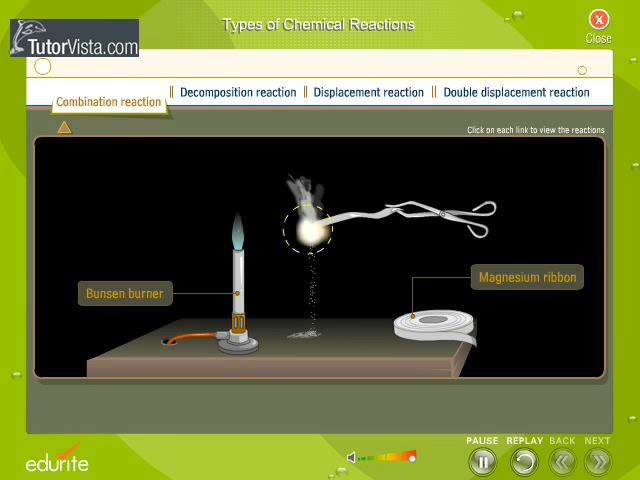 Types of Chemical Reactions
X
Close
TutorVista.com
Combination reaction
Decomposition reaction
Displacement reaction
Double displacement reaction
Click on each link to view the reactions
Bunsen burner
Magnesium ribbon
PAUSE REPLAY BACK NEXT
edurite